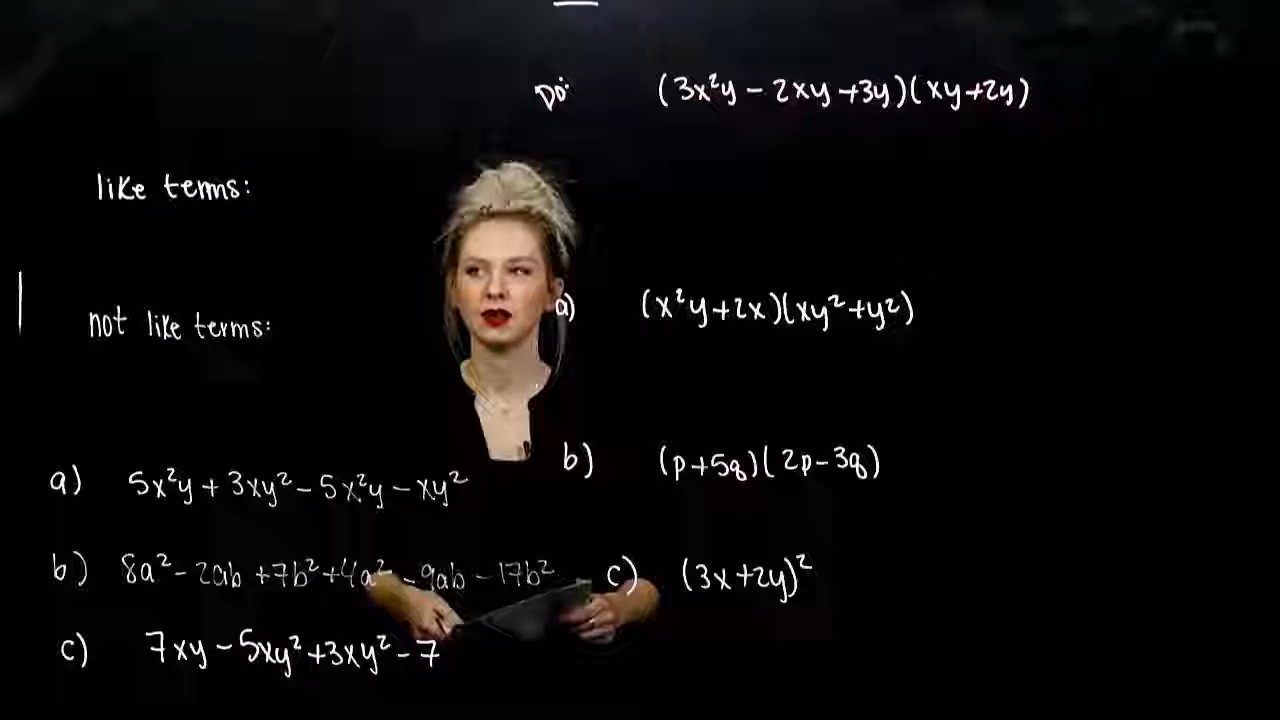 Do: (3x²y - 2xy + 3y)(xy + 2y)
like terms:
not like terms:
a) 5x²y + 3xy² - 5x²y - xy²
b) 8a² - 2ab + 7b² + 4a² - 9ab - 17b²
c) 7xy - 5xy² + 3xy² - 7
a) (x²y + 2x)(xy² + y²)
b) (p + 5q)(2p - 3q)
c) (3x + 2y)²